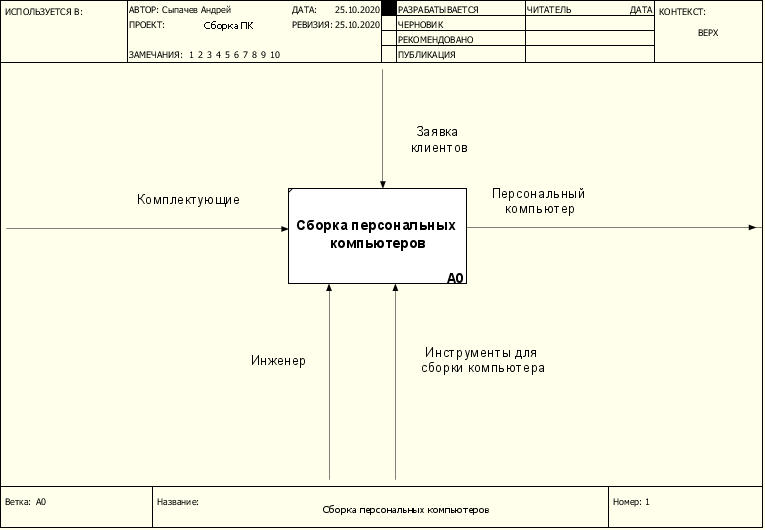 ИСПОЛЬЗУЕТСЯ В:
АВТОР: Сыпачев Андрей
ДАТА: 25.10.2020
ПРОЕКТ: Сборка ПК
РЕВИЗИЯ: 25.10.2020
ЗАМЕЧАНИЯ: 1 2 3 4 5 6 7 8 9 10
РАЗРАБАТЫВАЕТСЯ
ЧЕРНОВИК
РЕКОМЕНДОВАНО
ПУБЛИКАЦИЯ
ЧИТАТЕЛЬ ДАТА
КОНТЕКСТ:
ВЕРХ
Заявка
клиентов
Комплектующие
Сборка персональных
компьютеров
A0
Персональный
компьютер
Инженер
Инструменты для
сборки компьютера
Ветка: A0
Название:
Сборка персональных компьютеров
Номер: 1